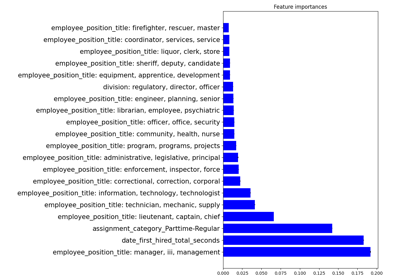 Feature importances
employee_position_title: firefighter, rescuer, master
employee_position_title: coordinator, services, service
employee_position_title: liquor, clerk, store
employee_position_title: sheriff, deputy, candidate
employee_position_title: equipment, apprentice, development
division: regulatory, director, officer
employee_position_title: engineer, planning, senior
employee_position_title: librarian, employee, psychiatric
employee_position_title: officer, office, security
employee_position_title: community, health, nurse
employee_position_title: program, programs, projects
employee_position_title: administrative, legislative, principal
employee_position_title: enforcement, inspector, force
employee_position_title: correctional, correction, corporal
employee_position_title: information, technology, technologist
employee_position_title: technician, mechanic, supply
employee_position_title: lieutenant, captain, chief
assignment_category_Parttime-Regular
date_first_hired_total_seconds
employee_position_title: manager, iii, management
0.000 0.025 0.050 0.075 0.100 0.125 0.150 0.175 0.200